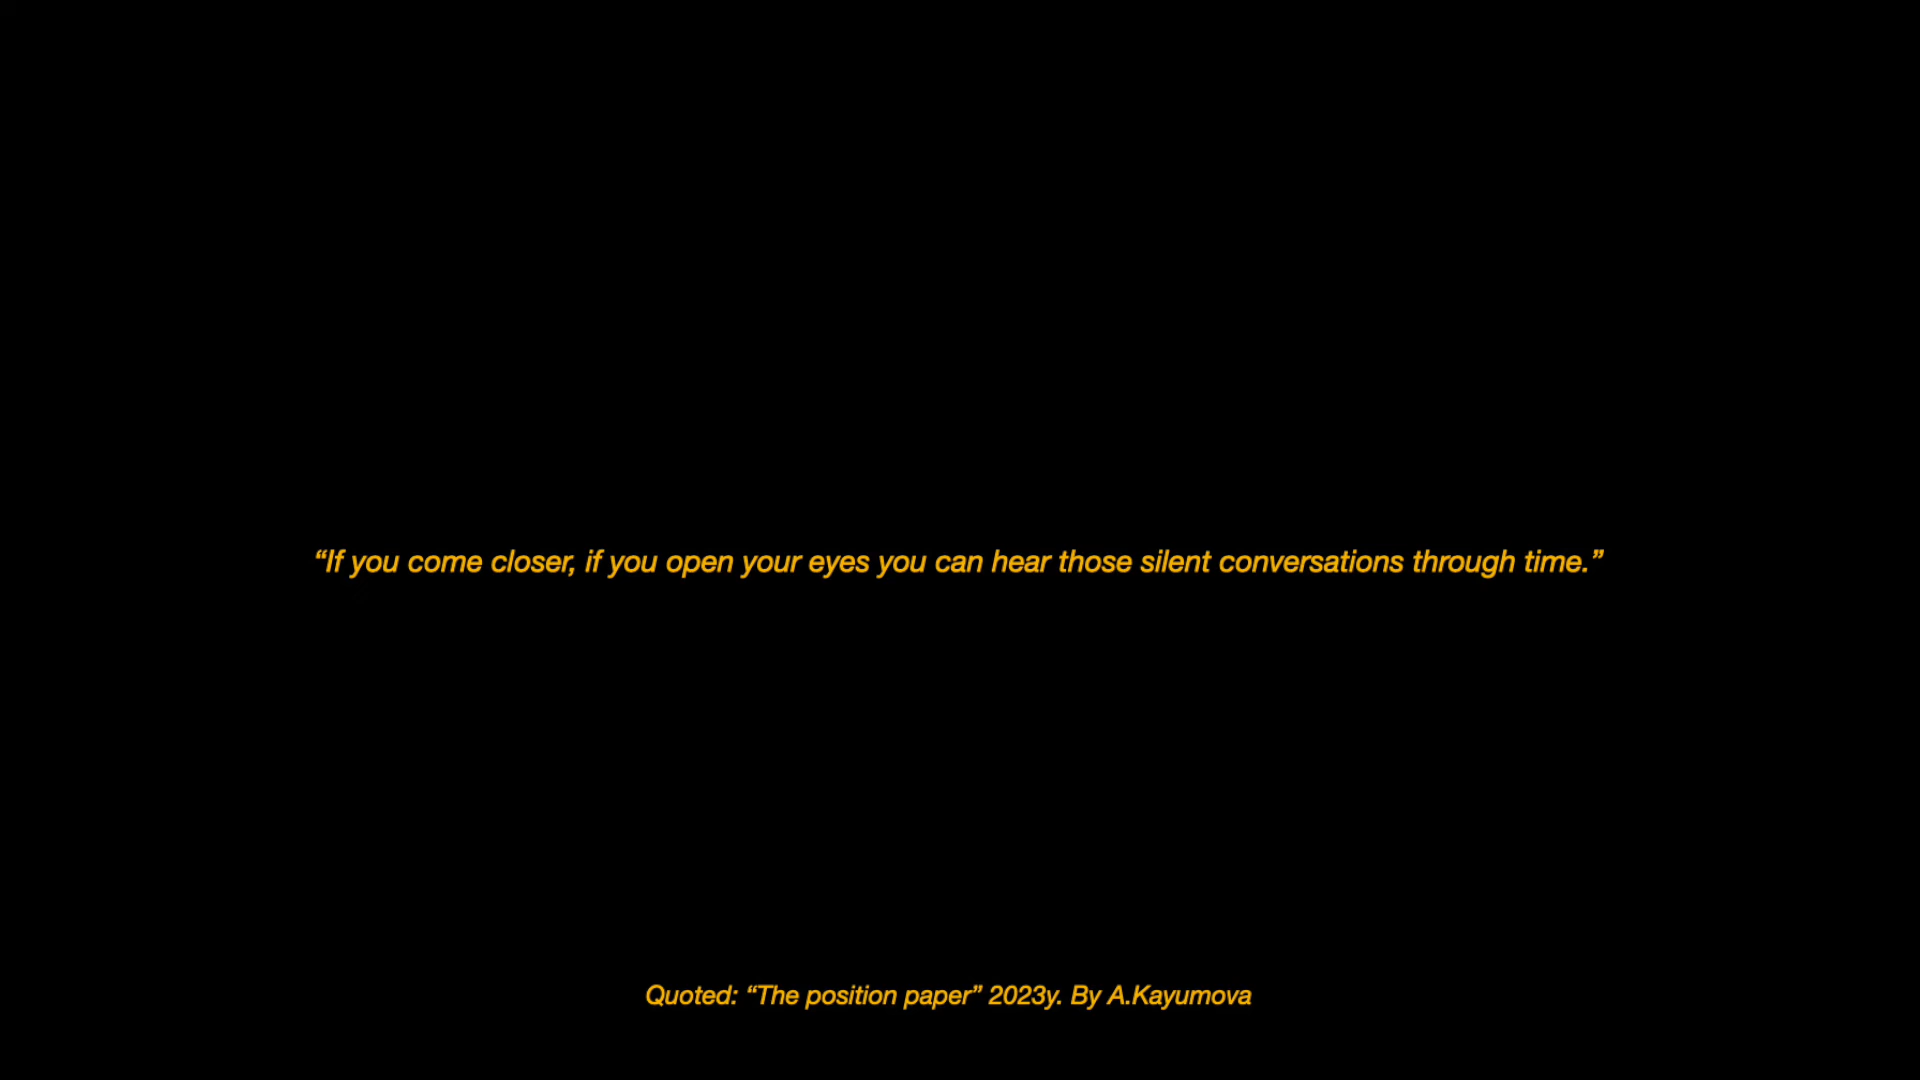 “If you come closer, if you open your eyes you can hear those silent conversations through time.”
Quoted: “The position paper” 2023y. By A.Kayumova